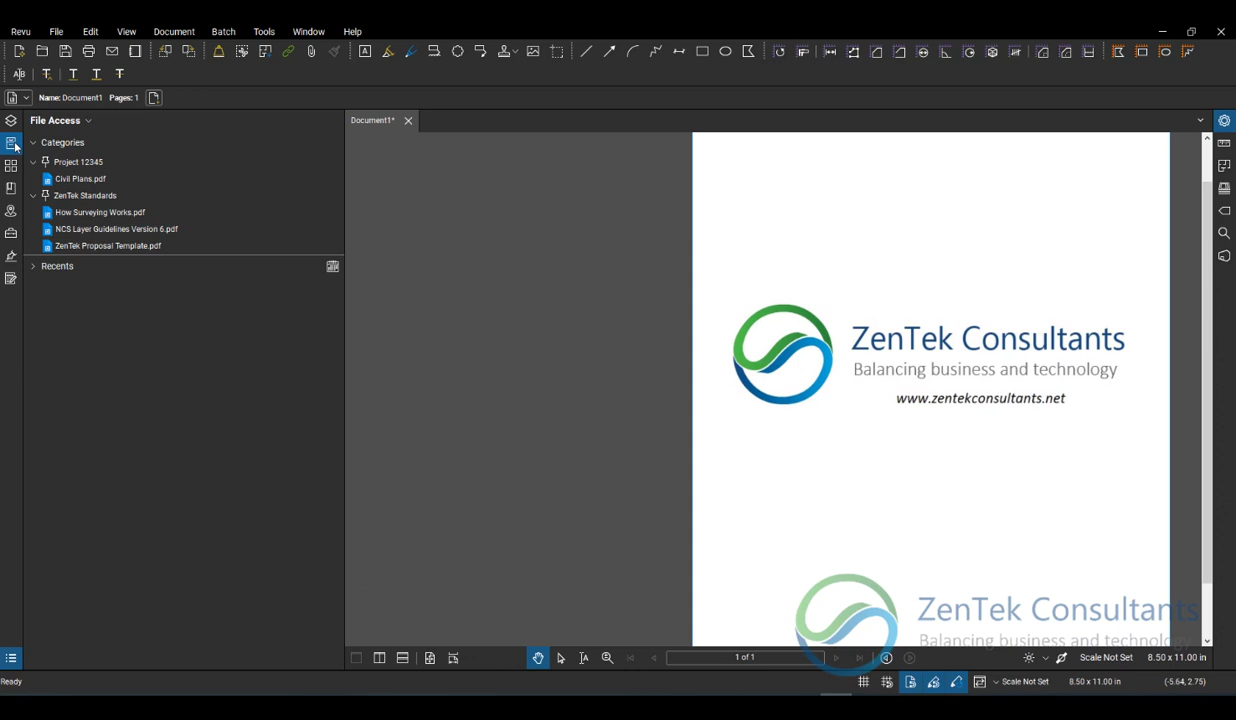 Revu File Edit View Document Batch Tools Window Help
Name: Document1 Pages: 1
File Access
Document1*
Categories
Project 12345
Civil Plans.pdf
ZenTek Standards
How Surveying Works.pdf
NCS Layer Guidelines Version 6.pdf
ZenTek Proposal Template.pdf
Recents
ZenTek Consultants
Balancing business and technology
www.zentekconsultants.net
ZenTek Consultants
Balancing business and technology
1 of 1
Scale Not Set 8.50 x 11.00 in
Ready
Scale Not Set 8.50 x 11.00 in (-5.64, 2.75)